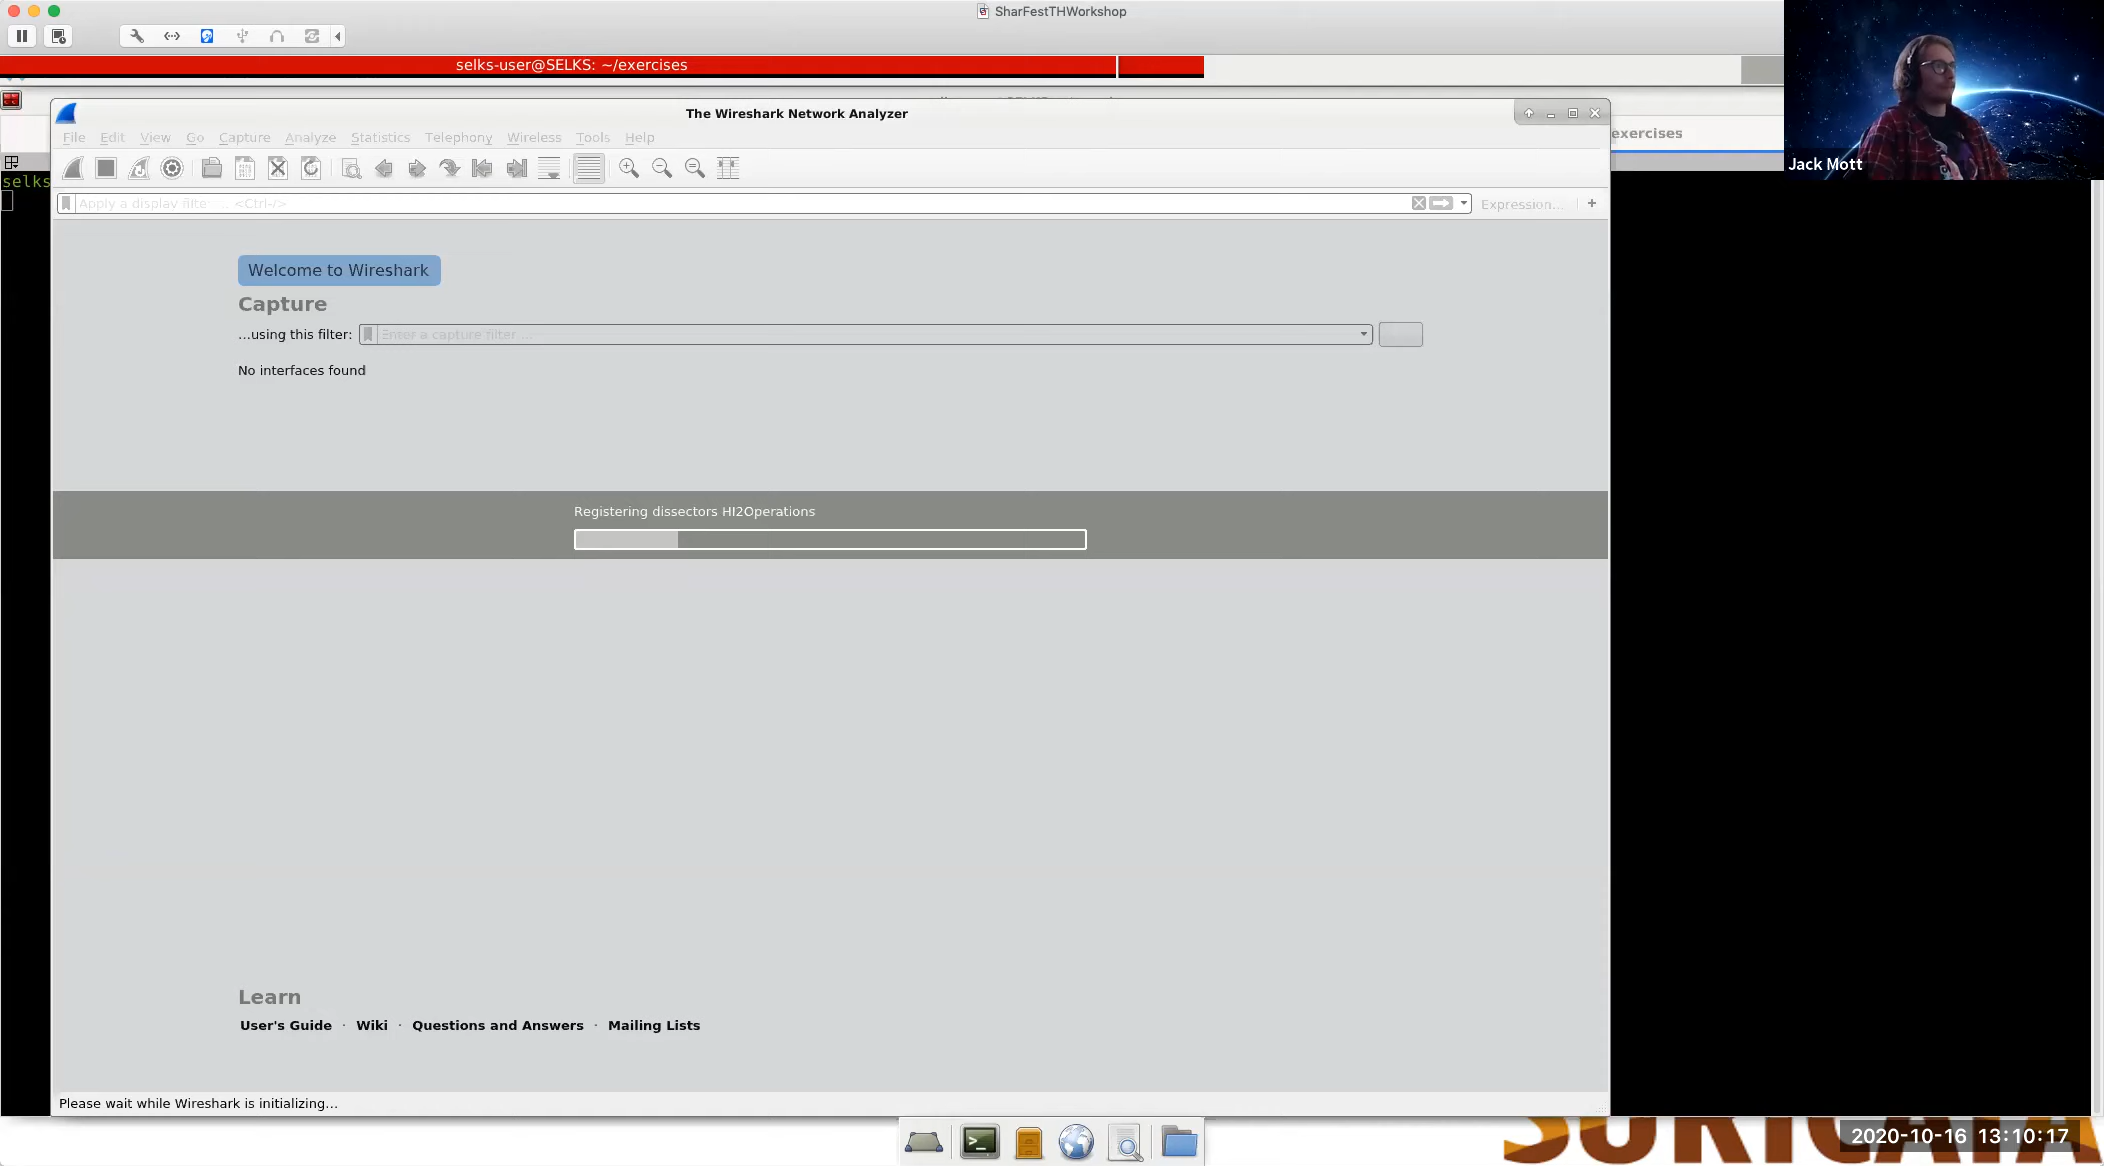 SharFestTHWorkshop
selks-user@SELKS: ~/exercises
The Wireshark Network Analyzer
File Edit View Go Capture Analyze Statistics Telephony Wireless Tools Help
exercises
Jack Mott
selks
Apply a display filter ... <Ctrl-/>
Expression...
+
Welcome to Wireshark
Capture
...using this filter:
Enter a capture filter ...
No interfaces found
Registering dissectors HI2Operations
Learn
User's Guide · Wiki · Questions and Answers · Mailing Lists
Please wait while Wireshark is initializing...
SURICATA
2020-10-16 13:10:17